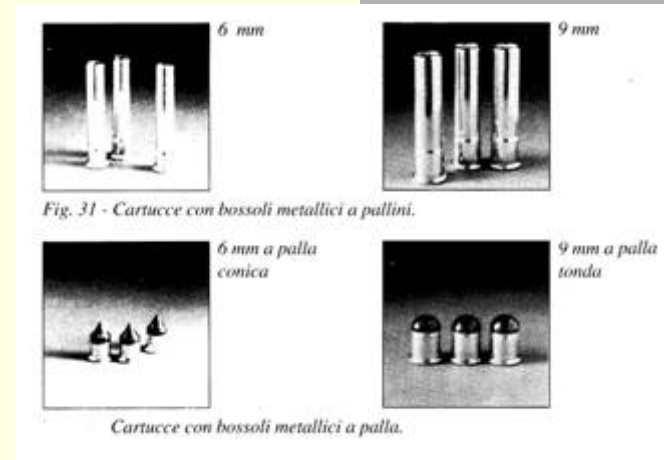 6 mm
9 mm
Fig. 31 - Cartucce con bossoli metallici a pallini.
6 mm a palla
conica
9 mm a palla
tonda
Cartucce con bossoli metallici a palla.